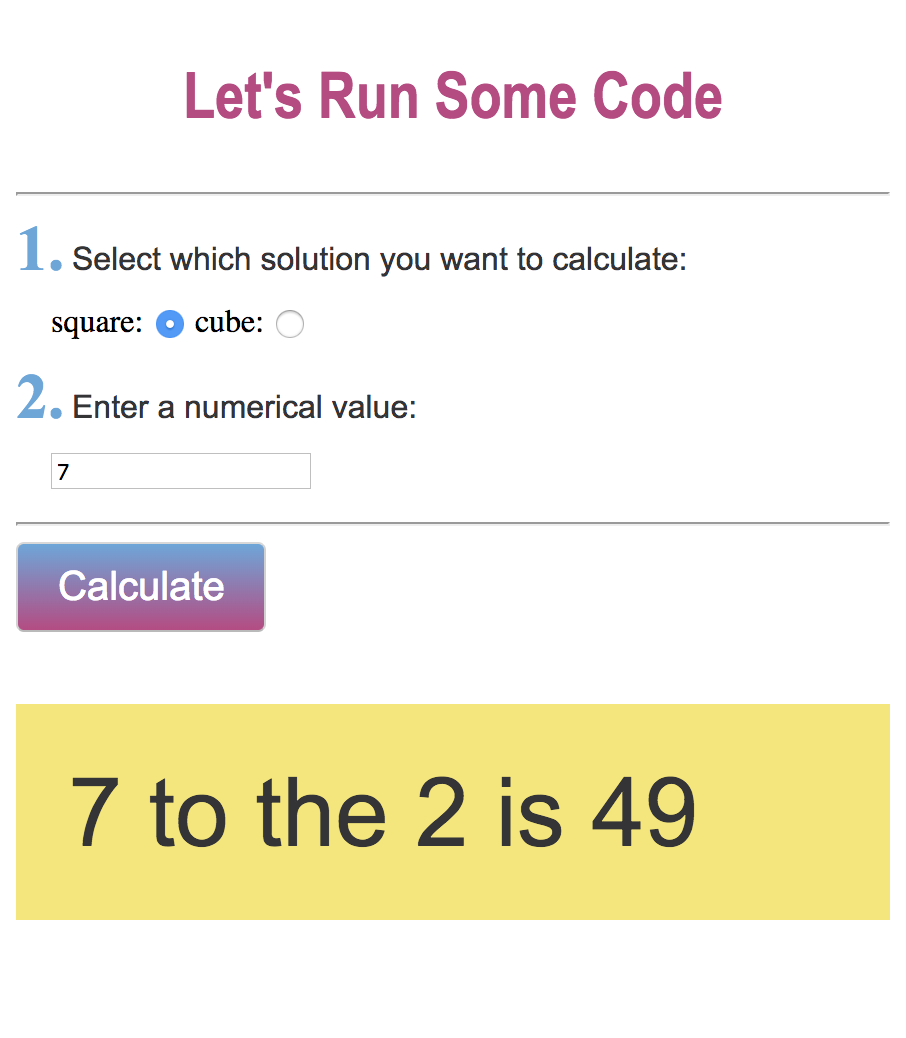 Let's Run Some Code
1. Select which solution you want to calculate:
square: cube:
2. Enter a numerical value:
7
Calculate
7 to the 2 is 49